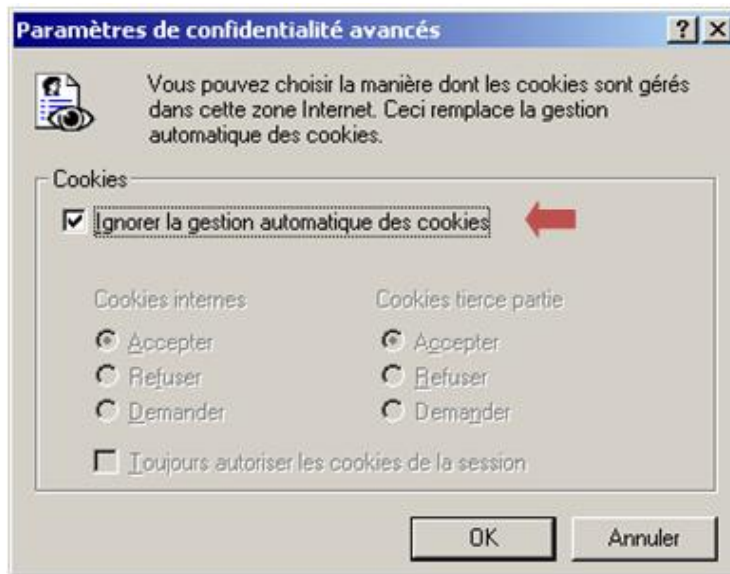 Paramètres de confidentialité avancés
Vous pouvez choisir la manière dont les cookies sont gérés
dans cette zone Internet. Ceci remplace la gestion
automatique des cookies.
Cookies
Ignorer la gestion automatique des cookies
Cookies internes
Cookies tierce partie
Accepter
Accepter
Refuser
Refuser
Demander
Demander
Toujours autoriser les cookies de la session
OK
Annuler